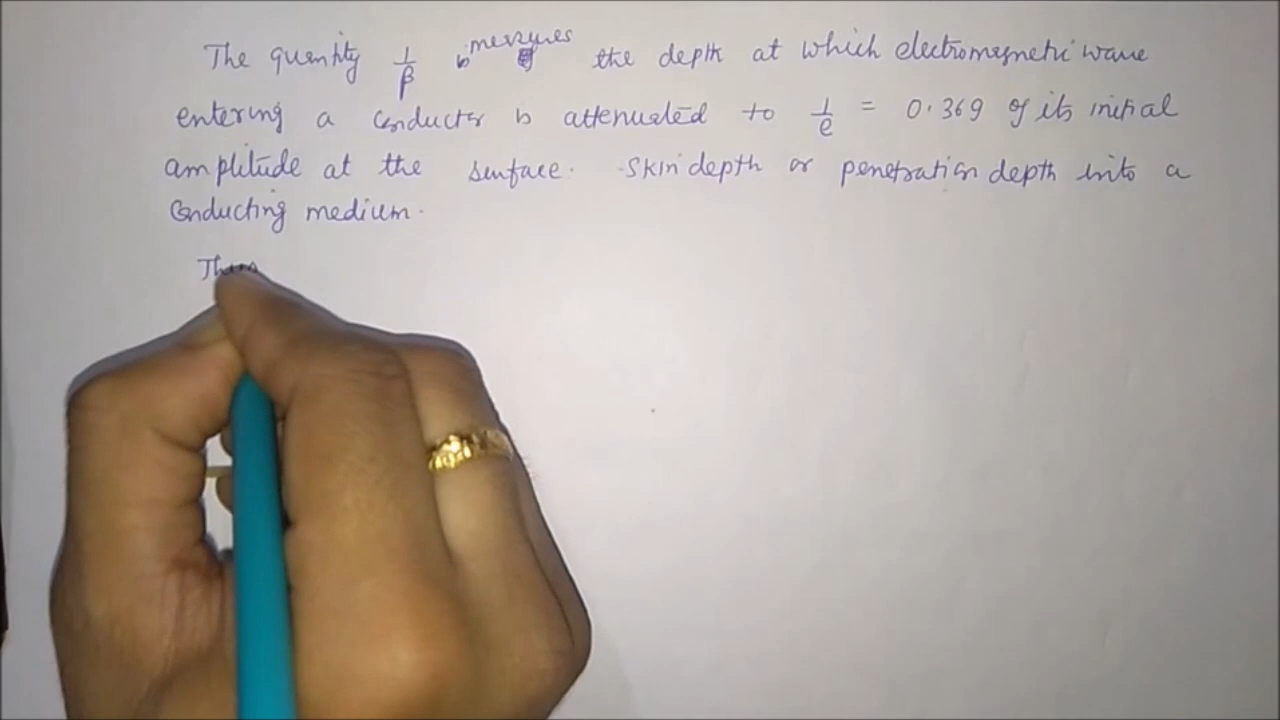 The quantity 1/β measures the depth at which electromagnetic wave
entering a conductor is attenuated to 1/e = 0.369 of its initial
amplitude at the surface. Skin depth or penetration depth into a
Conducting medium.